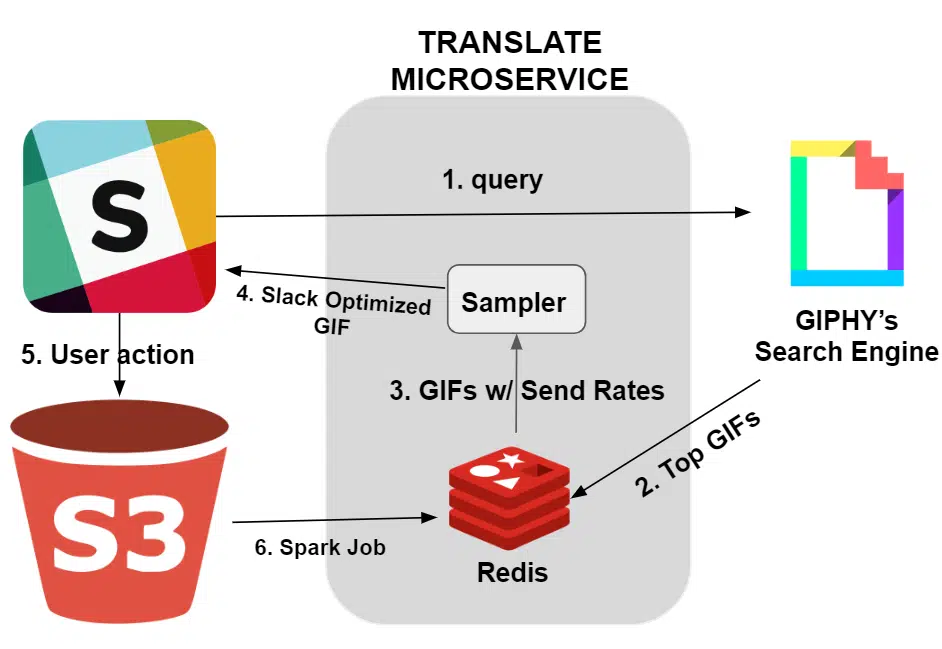 TRANSLATE
MICROSERVICE
1. query
S
4. Slack Optimized
GIF
Sampler
GIPHY's
Search Engine
5. User action
3. GIFs w/ Send Rates
2. Top GIFs
S3
6. Spark Job
Redis